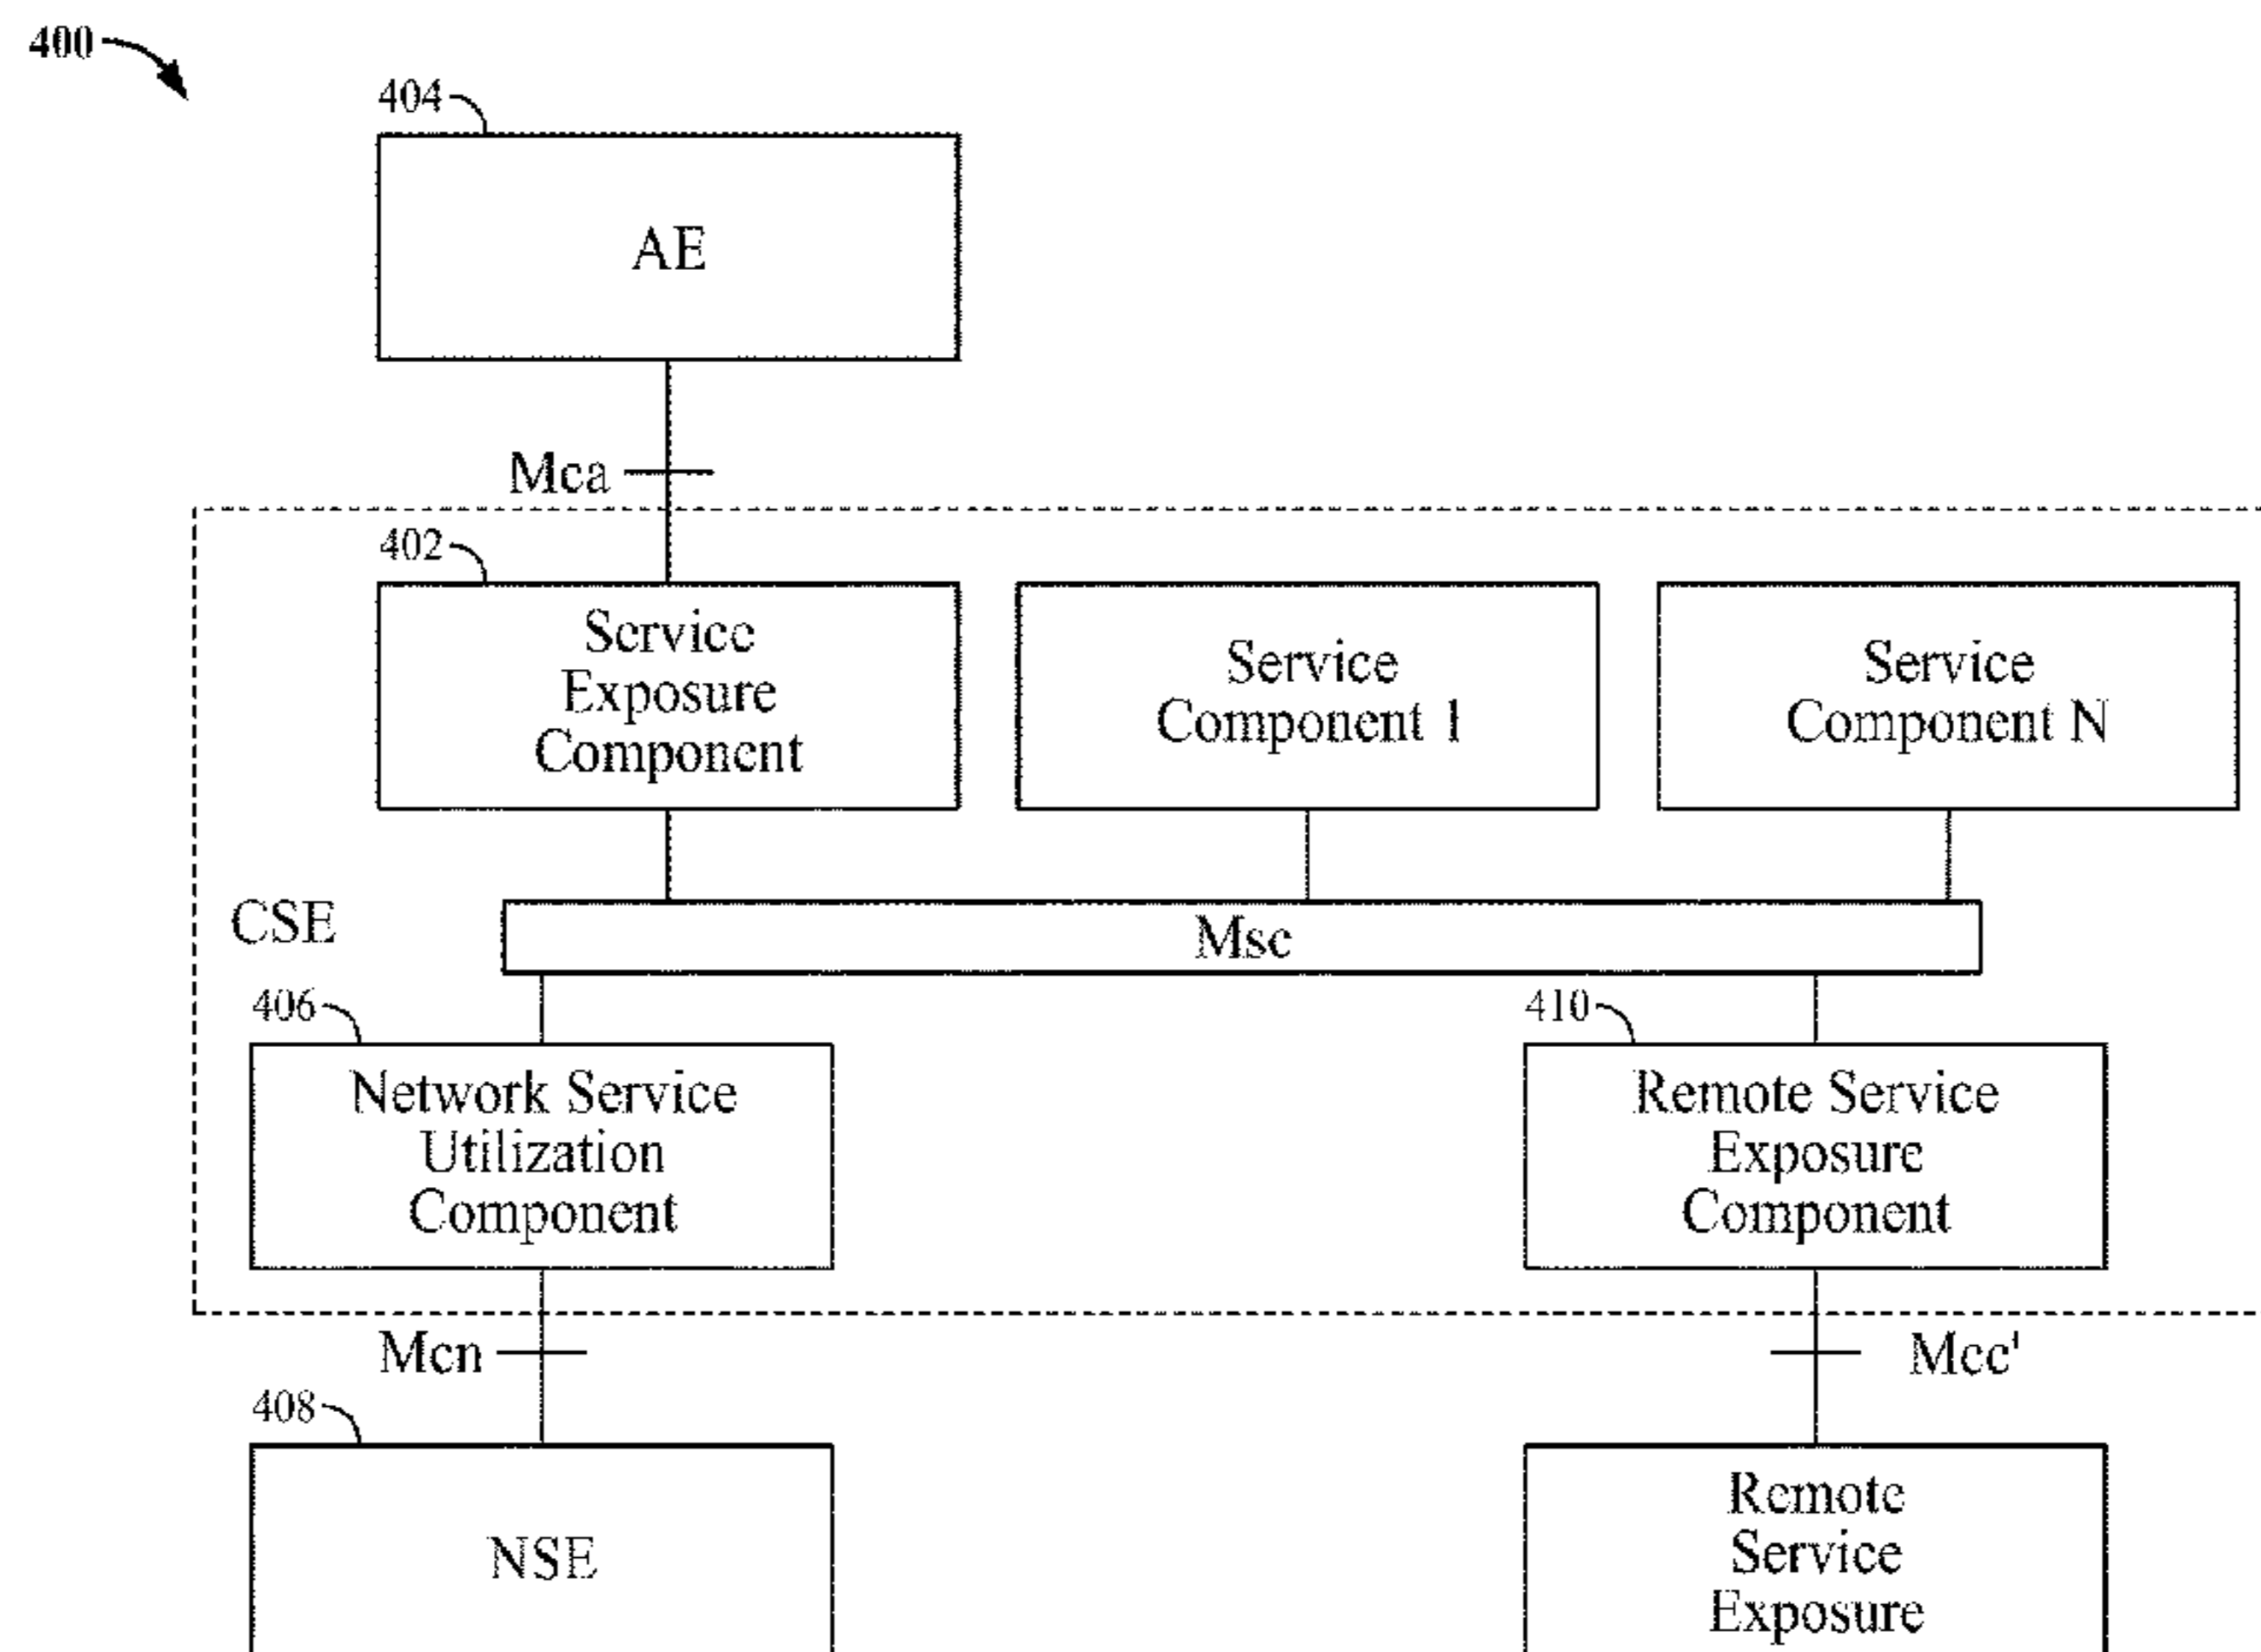 400
404
AE
Mca
402
Service
Exposure
Component
Service
Component 1
Service
Component N
CSE
Msc
406
Network Service
Utilization
Component
410
Remote Service
Exposure
Component
Mcn
Mcc'
408
NSE
Remote
Service
Exposure